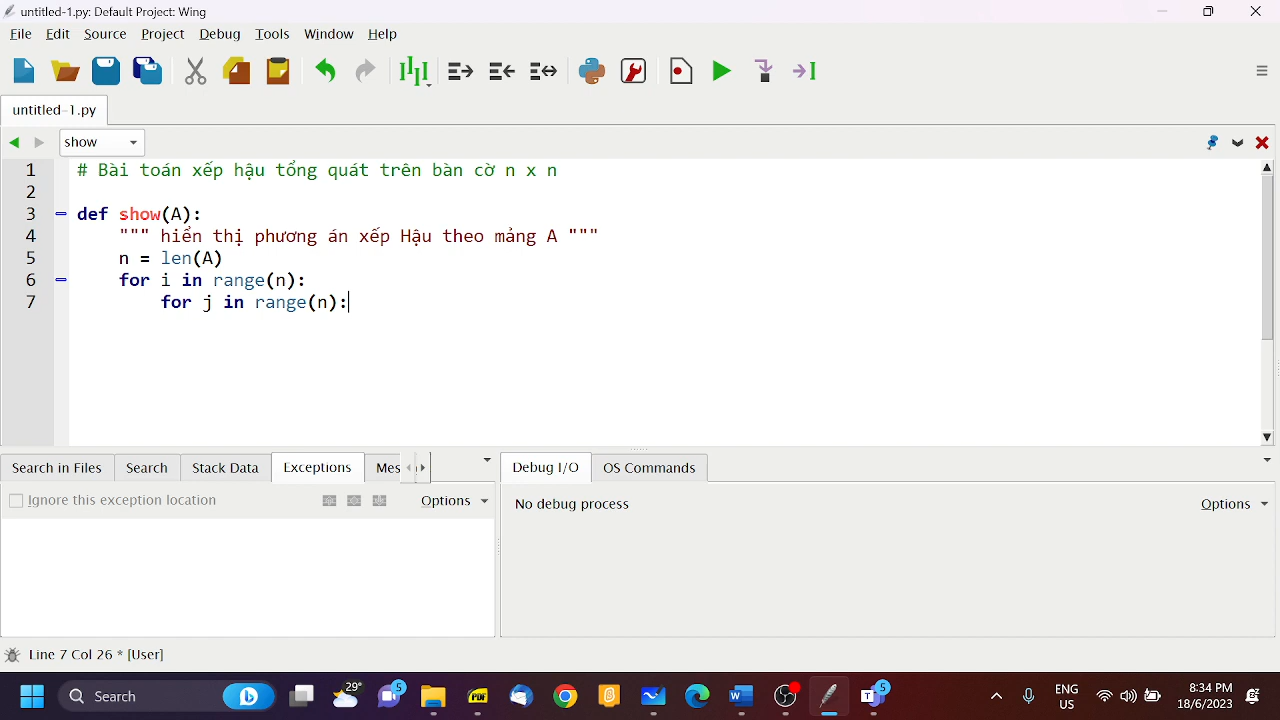 untitled-1.py: Default Project: Wing
File Edit Source Project Debug Tools Window Help
untitled-1.py
show
1 # Bài toán xếp hậu tổng quát trên bàn cờ n x n
2
3 def show(A):
4 """ hiển thị phương án xếp Hậu theo mảng A """
5 n = len(A)
6 for i in range(n):
7 for j in range(n):
Search in Files Search Stack Data Exceptions Mes
Debug I/O OS Commands
Ignore this exception location Options
No debug process Options
Line 7 Col 26 * [User]
Search
29°
5
PDF
5
ENG
US
8:34 PM
18/6/2023